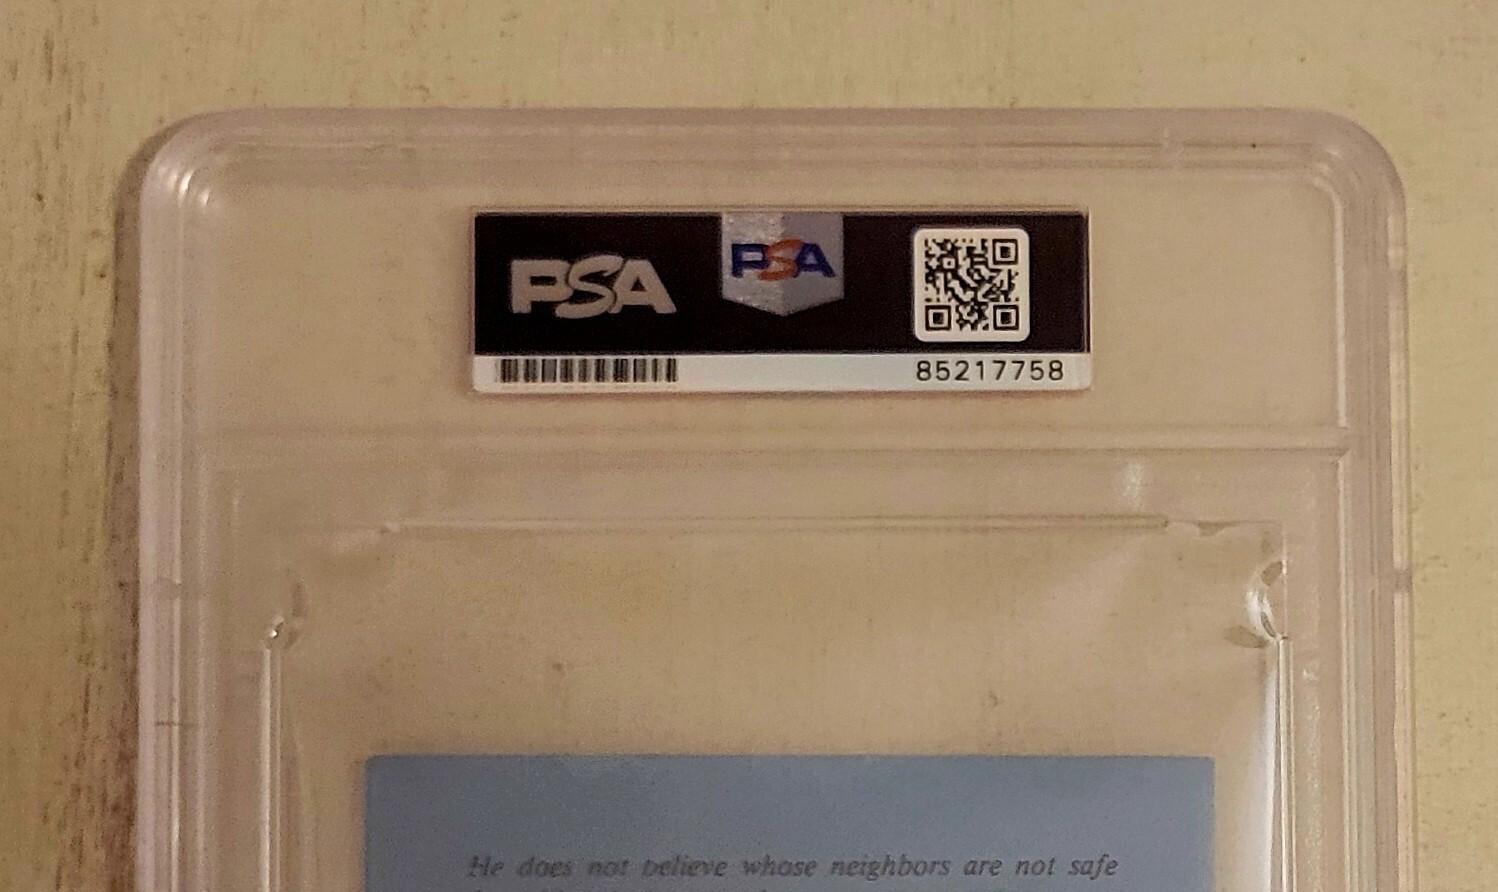 PSA
PSA
85217758
He does not believe whose neighbors are not safe